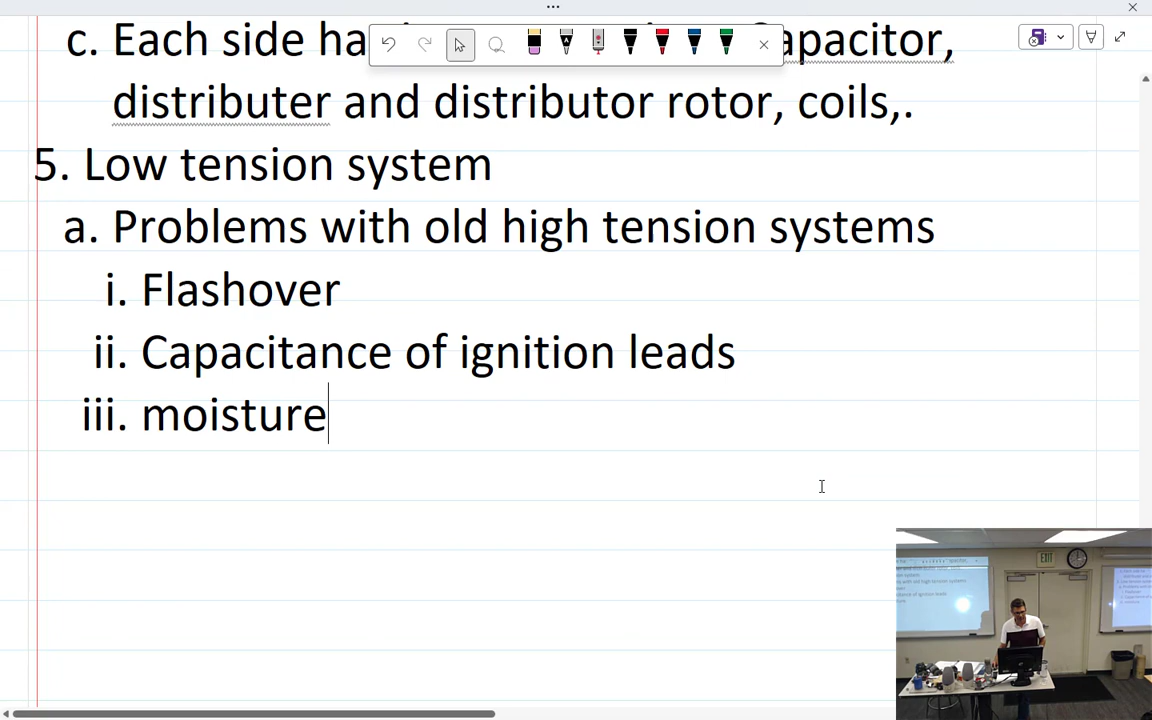 c. Each side ha apacitor,
distributer and distributor rotor, coils,.
5. Low tension system
a. Problems with old high tension systems
i. Flashover
ii. Capacitance of ignition leads
iii. moisture
EXIT